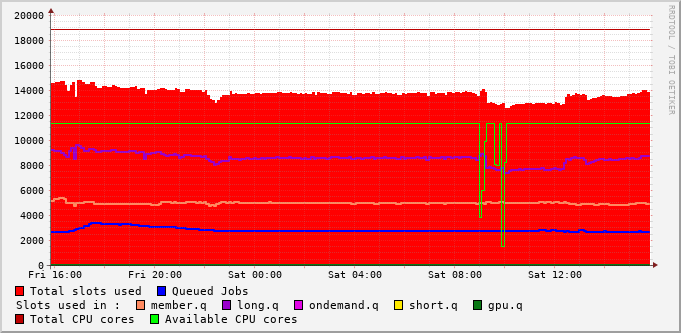 RRDTOOL / TOBI OETIKER
20000
18000
16000
14000
12000
10000
8000
6000
4000
2000
0
Fri 16:00 Fri 20:00 Sat 00:00 Sat 04:00 Sat 08:00 Sat 12:00
Total slots used Queued Jobs
Slots used in : member.q long.q ondemand.q short.q gpu.q
Total CPU cores Available CPU cores